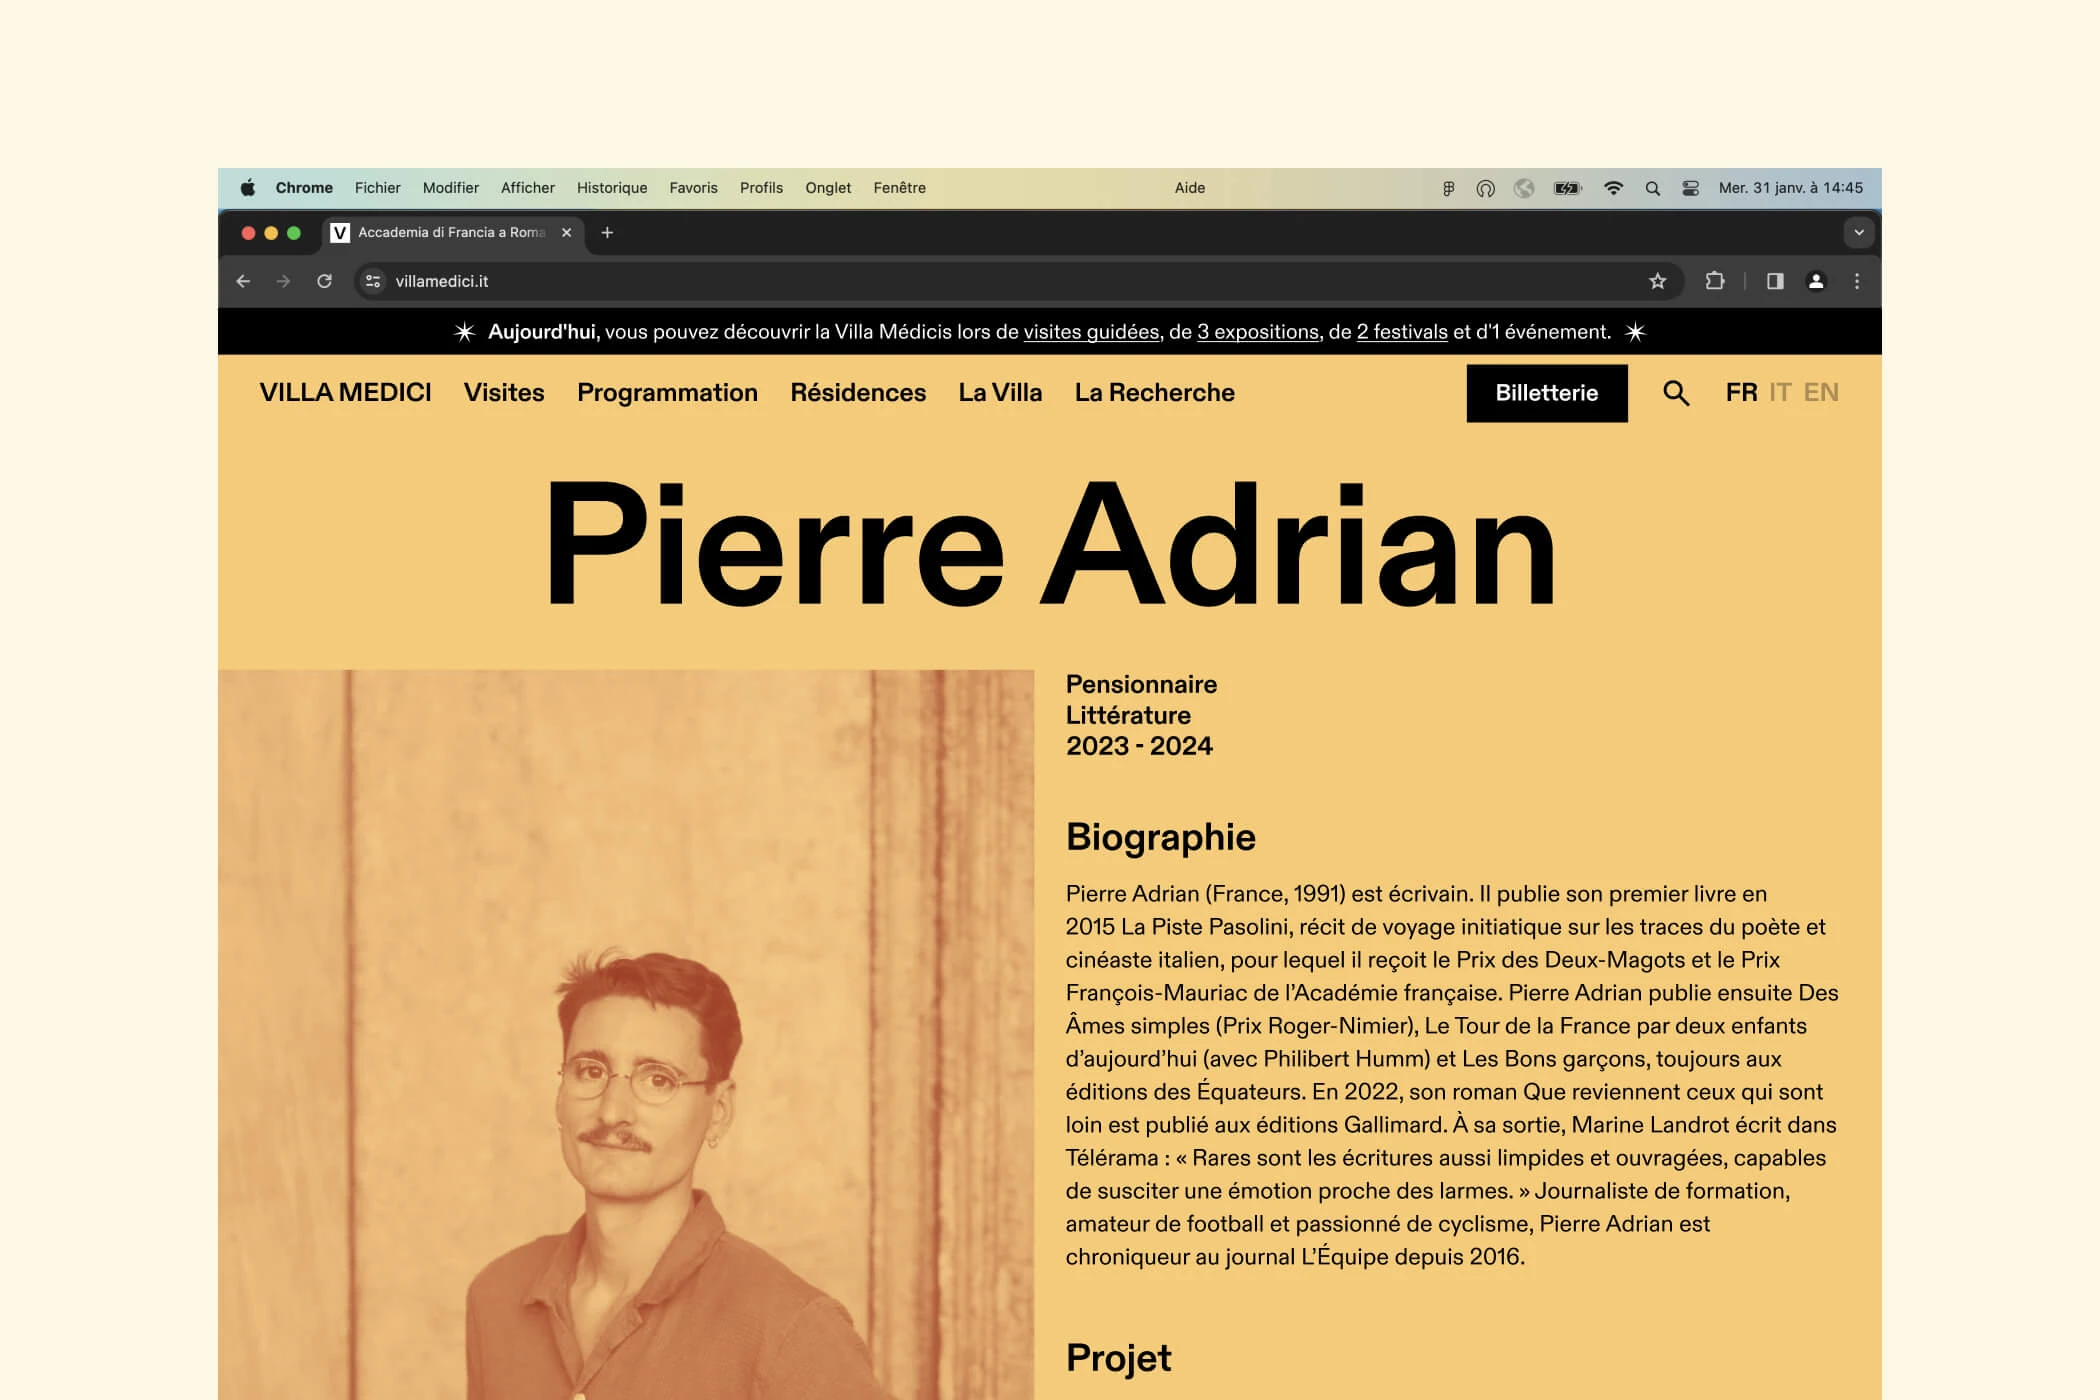 Chrome Fichier Modifier Afficher Historique Favoris Profils Onglet Fenêtre Aide Mer. 31 janv. à 14:45
V Accademia di Francia a Roma
villamedici.it
Aujourd'hui, vous pouvez découvrir la Villa Médicis lors de visites guidées, de 3 expositions, de 2 festivals et d'1 événement.
VILLA MEDICI Visites Programmation Résidences La Villa La Recherche Billetterie FR IT EN
Pierre Adrian
Pensionnaire
Littérature
2023 - 2024
Biographie
Pierre Adrian (France, 1991) est écrivain. Il publie son premier livre en
2015 La Piste Pasolini, récit de voyage initiatique sur les traces du poète et
cinéaste italien, pour lequel il reçoit le Prix des Deux-Magots et le Prix
François-Mauriac de l’Académie française. Pierre Adrian publie ensuite Des
Âmes simples (Prix Roger-Nimier), Le Tour de la France par deux enfants
d’aujourd’hui (avec Philibert Humm) et Les Bons garçons, toujours aux
éditions des Équateurs. En 2022, son roman Que reviennent ceux qui sont
loin est publié aux éditions Gallimard. À sa sortie, Marine Landrot écrit dans
Télérama : « Rares sont les écritures aussi limpides et ouvragées, capables
de susciter une émotion proche des larmes. » Journaliste de formation,
amateur de football et passionné de cyclisme, Pierre Adrian est
chroniqueur au journal L’Équipe depuis 2016.
Projet